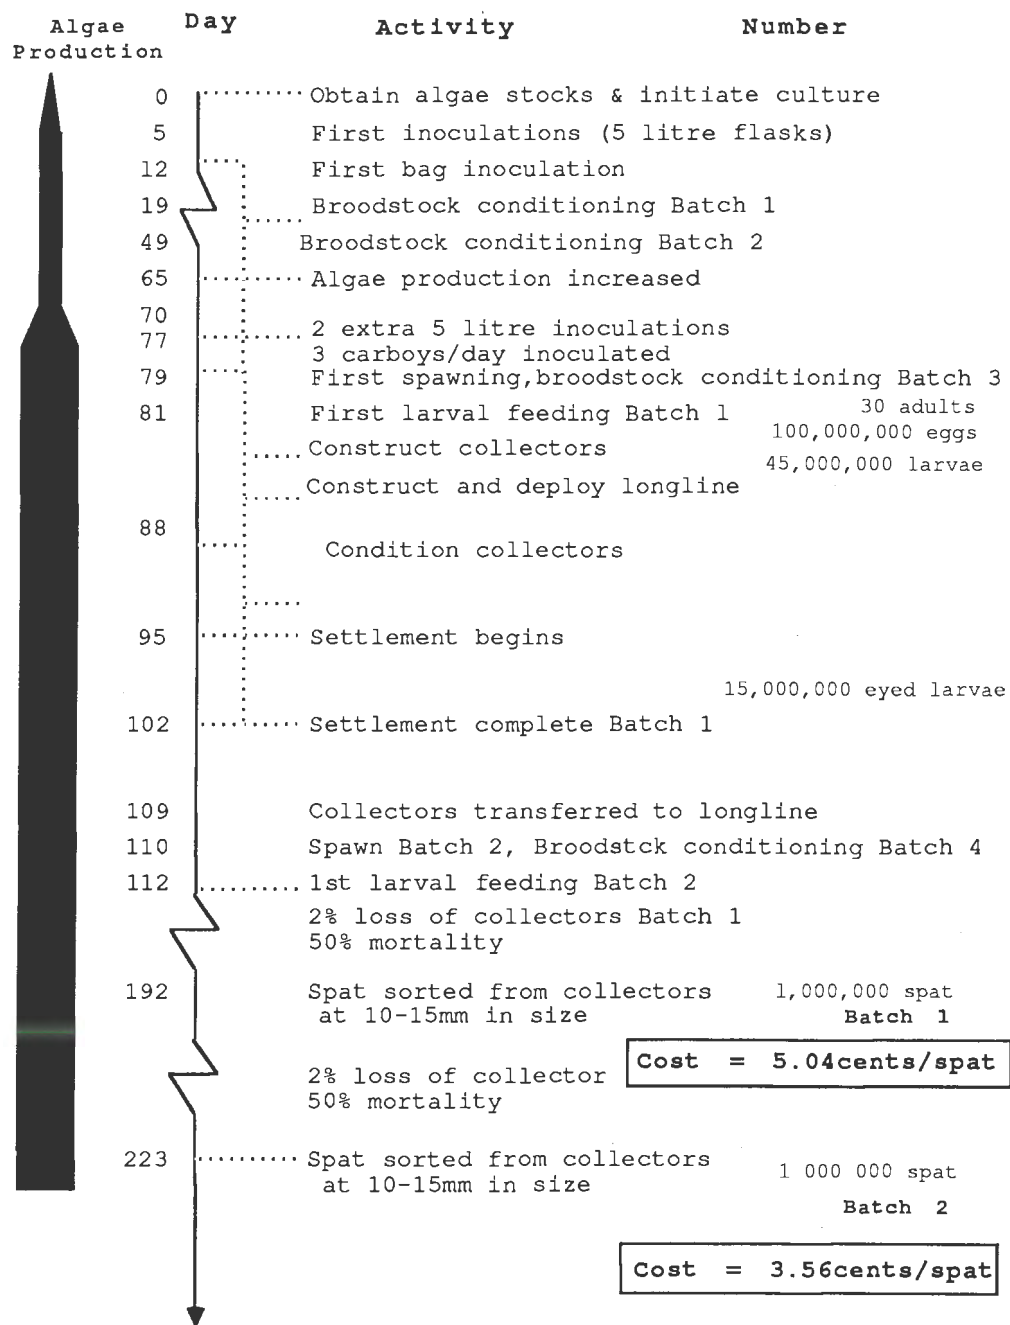 Algae Production Day Activity Number
0 Obtain algae stocks & initiate culture
5 First inoculations (5 litre flasks)
12 First bag inoculation
19 Broodstock conditioning Batch 1
49 Broodstock conditioning Batch 2
65 Algae production increased
70
77 2 extra 5 litre inoculations
3 carboys/day inoculated
79 First spawning,broodstock conditioning Batch 3
81 First larval feeding Batch 1 30 adults
100,000,000 eggs
Construct collectors 45,000,000 larvae
Construct and deploy longline
88
Condition collectors
95 Settlement begins
15,000,000 eyed larvae
102 Settlement complete Batch 1
109 Collectors transferred to longline
110 Spawn Batch 2, Broodstck conditioning Batch 4
112 1st larval feeding Batch 2
2% loss of collectors Batch 1
50% mortality
192 Spat sorted from collectors 1,000,000 spat
at 10-15mm in size Batch 1
Cost = 5.04cents/spat
2% loss of collector
50% mortality
223 Spat sorted from collectors 1 000 000 spat
at 10-15mm in size
Batch 2
Cost = 3.56cents/spat